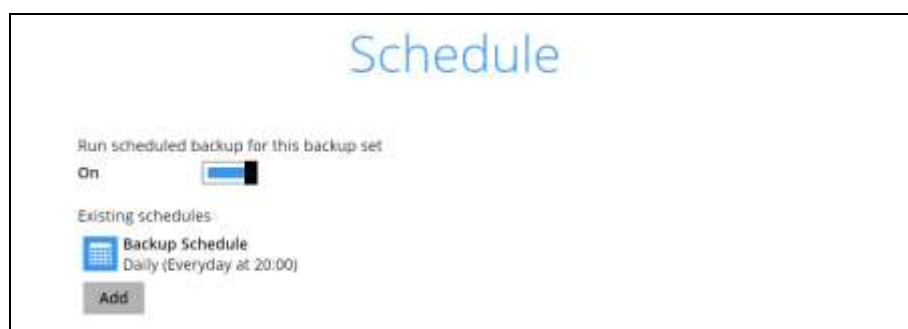 Schedule
Run scheduled backup for this backup set
On
Existing schedules
Backup Schedule
Daily (Everyday at 20:00)
Add